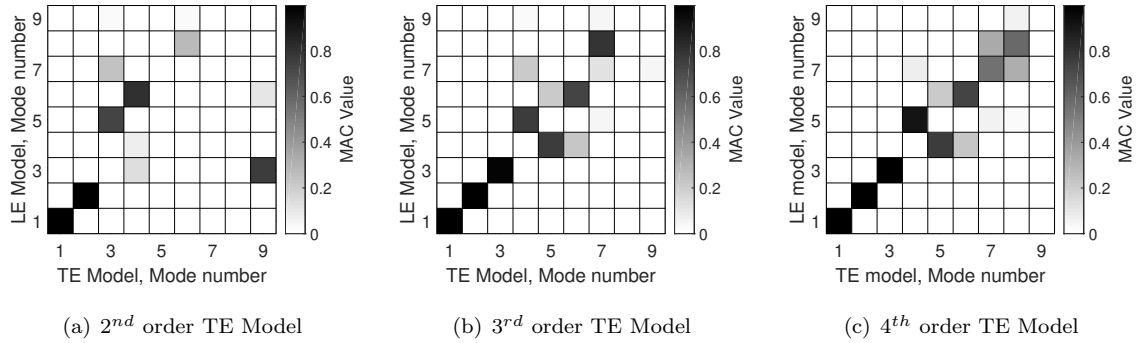 9
7
5
3
1
LE Model, Mode number
1 3 5 7 9
TE Model, Mode number
0.8
0.6
0.4
0.2
0
MAC Value
(a) 2nd order TE Model
9
7
5
3
1
LE Model, Mode number
1 3 5 7 9
TE Model, Mode number
0.8
0.6
0.4
0.2
0
MAC Value
(b) 3rd order TE Model
9
7
5
3
1
LE model, Mode number
1 3 5 7 9
TE model, Mode number
0.8
0.6
0.4
0.2
0
MAC Value
(c) 4th order TE Model